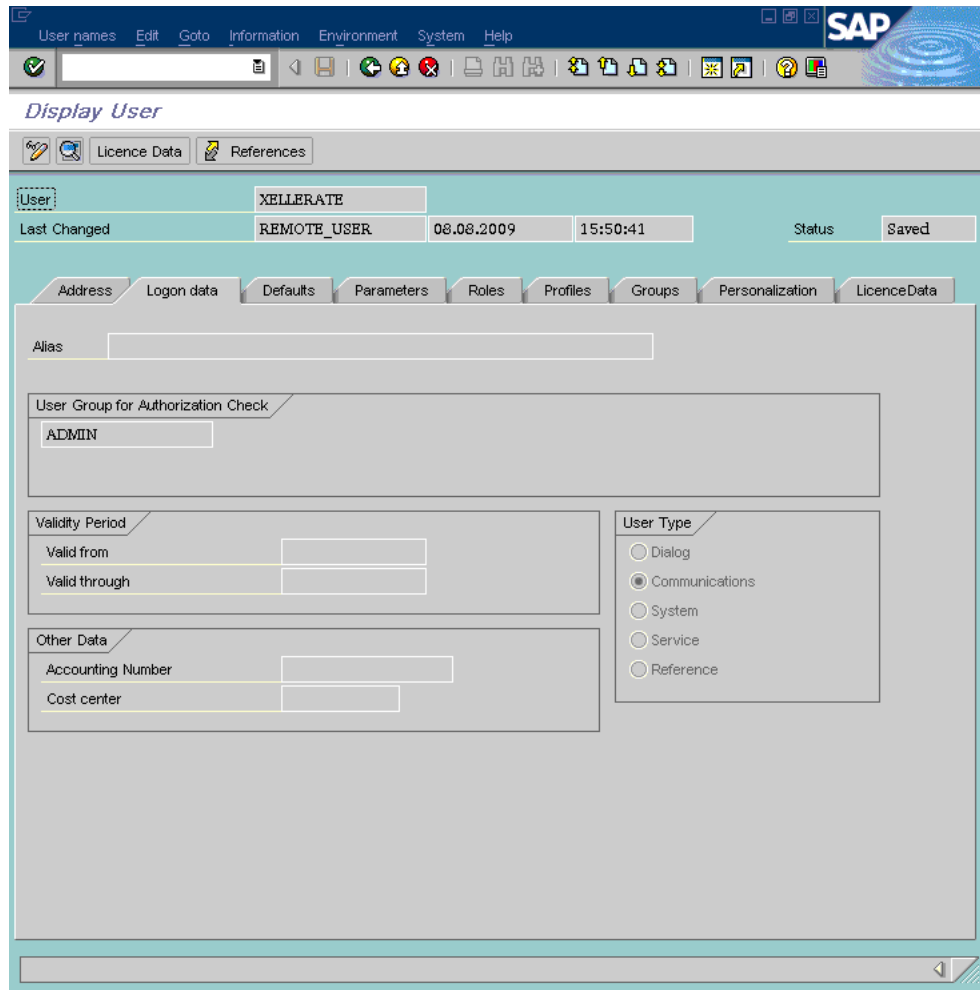 User names Edit Goto Information Environment System Help
SAP
Display User
Licence Data References
User XELLERATE
Last Changed REMOTE_USER 08.08.2009 15:50:41 Status Saved
Address Logon data Defaults Parameters Roles Profiles Groups Personalization LicenceData
Alias
User Group for Authorization Check
ADMIN
Validity Period
Valid from
Valid through
User Type
Dialog
Communications
System
Service
Reference
Other Data
Accounting Number
Cost center